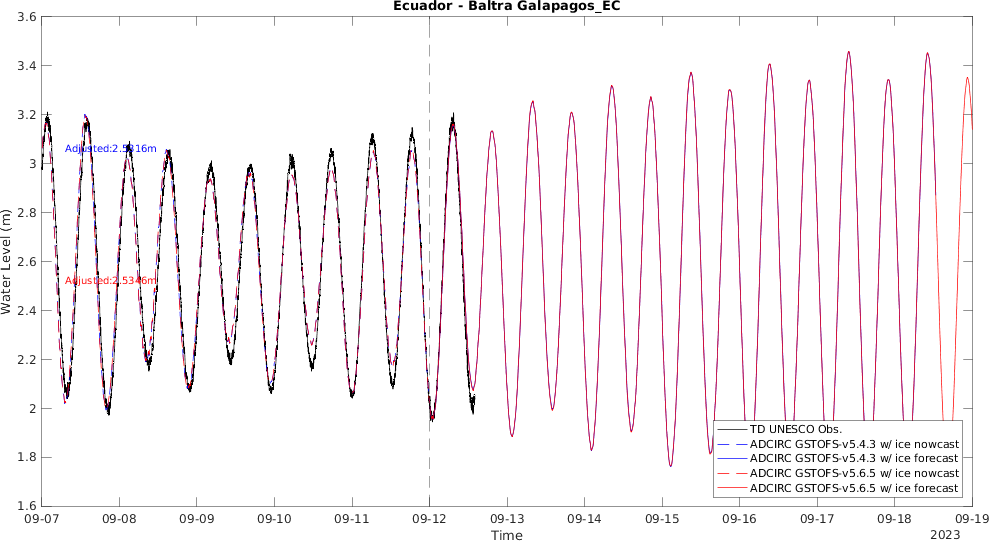 Ecuador - Baltra Galapagos_EC
3.6
3.4
3.2
3
2.8
2.6
2.4
2.2
2
1.8
1.6
Water Level (m)
Adjusted:2.5316m
Adjusted:2.5346m
TD UNESCO Obs.
ADCIRC GSTOFS-v5.4.3 w/ ice nowcast
ADCIRC GSTOFS-v5.4.3 w/ ice forecast
ADCIRC GSTOFS-v5.6.5 w/ ice nowcast
ADCIRC GSTOFS-v5.6.5 w/ ice forecast
09-07 09-08 09-09 09-10 09-11 09-12 09-13 09-14 09-15 09-16 09-17 09-18 09-19
Time
2023